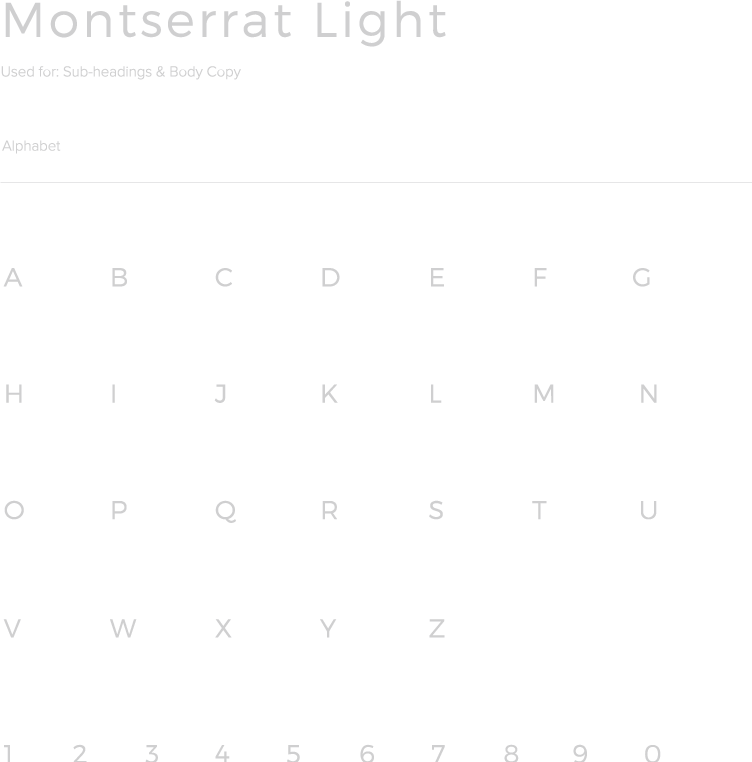 Montserrat Light
Used for: Sub-headings & Body Copy
Alphabet
A B C D E F G
H I J K L M N
O P Q R S T U
V W X Y Z
1 2 3 4 5 6 7 8 9 0